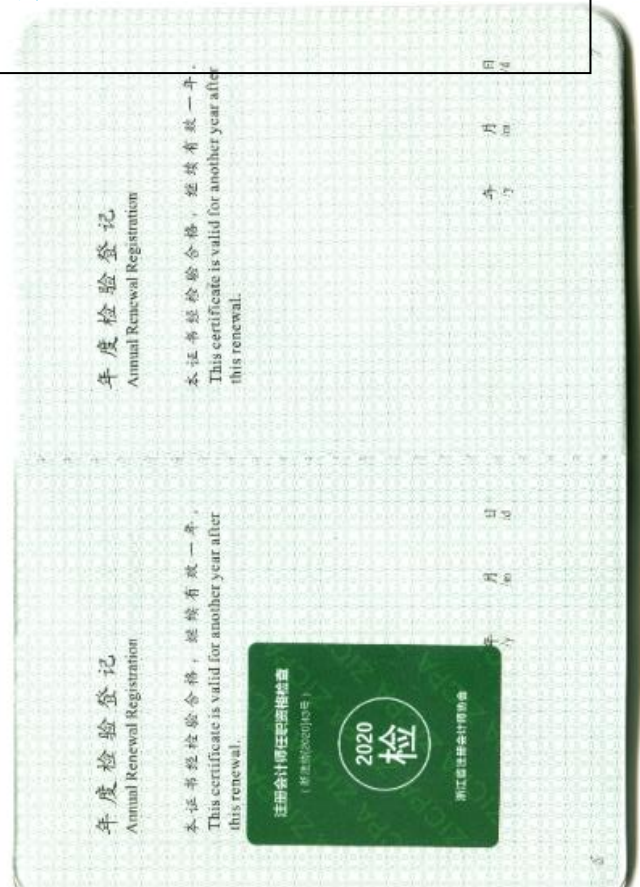 年度检验登记
Annual Renewal Registration
本证书经检验合格，继续有效一年。
This certificate is valid for another year after
this renewal.
年 月 日
/y /m /d
年度检验登记
Annual Renewal Registration
本证书经检验合格，继续有效一年。
This certificate is valid for another year after
this renewal.
注册会计师任职资格检查
2020
检
浙江省注册会计师协会
年 月 日
/y /m /d